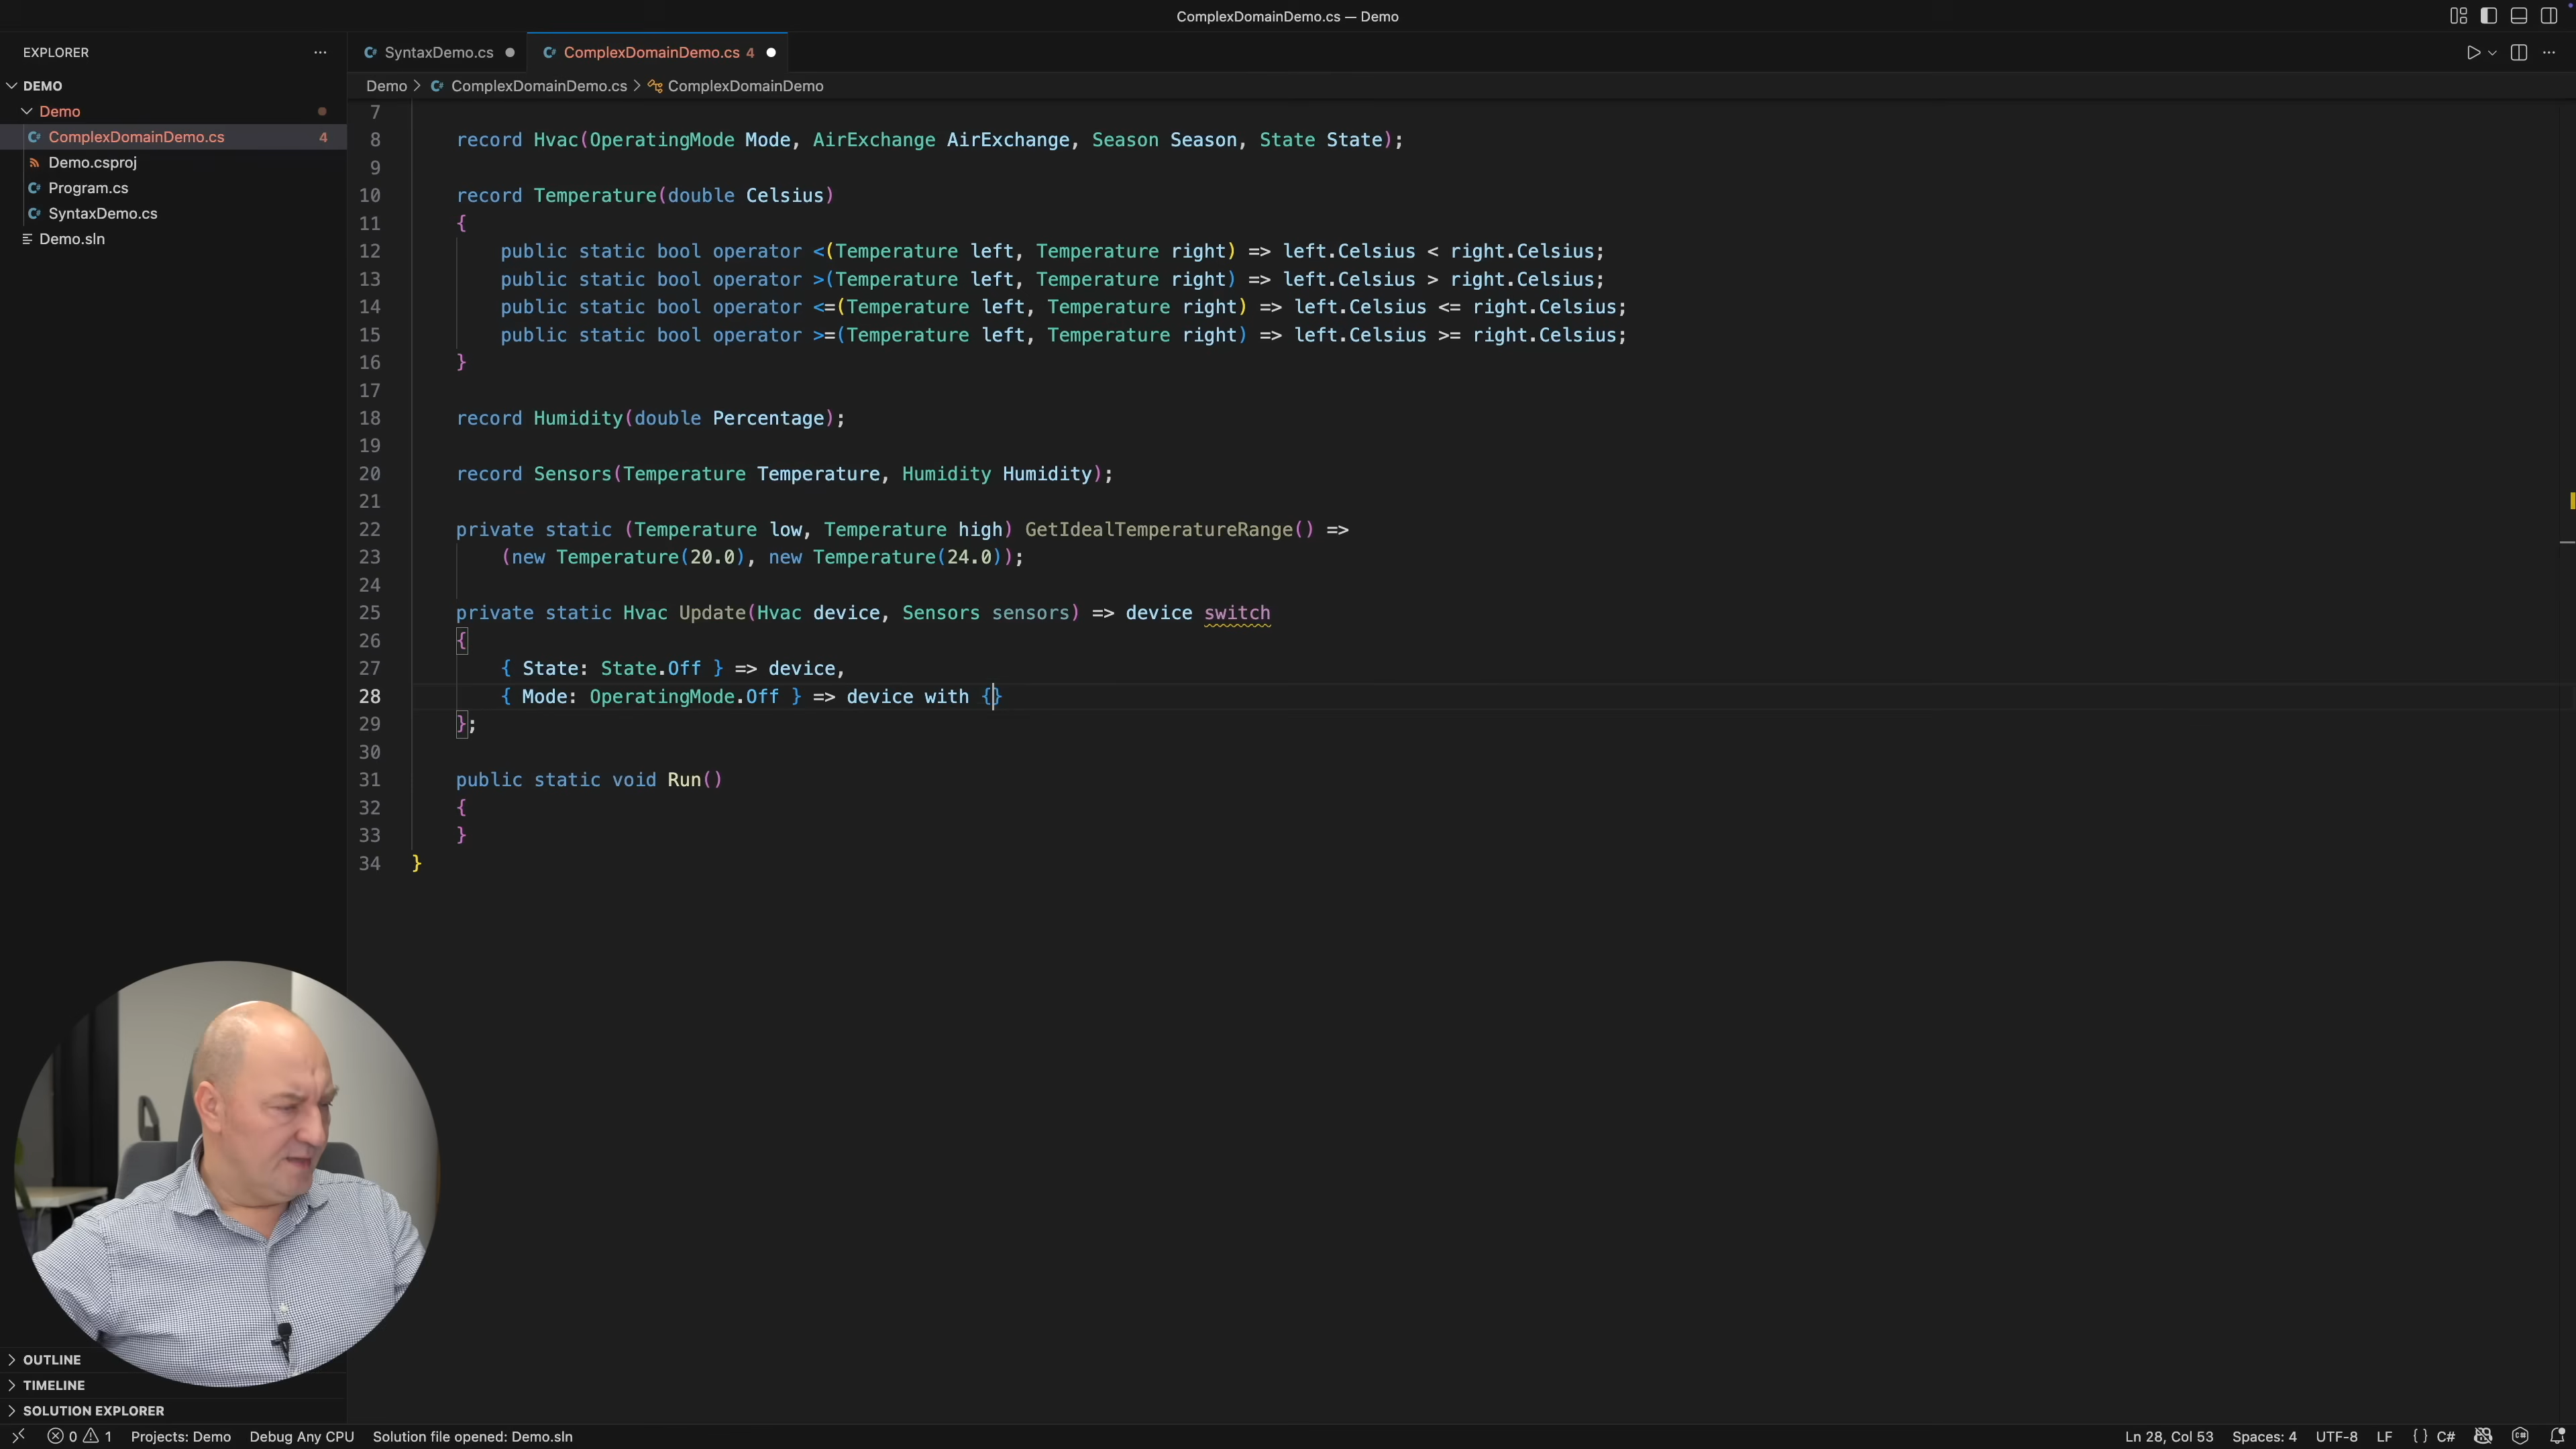 ComplexDomainDemo.cs — Demo
EXPLORER
SyntaxDemo.cs
ComplexDomainDemo.cs 4
DEMO
Demo > ComplexDomainDemo.cs > ComplexDomainDemo
Demo
ComplexDomainDemo.cs 4
Demo.csproj
Program.cs
SyntaxDemo.cs
Demo.sln
7
8 record Hvac(OperatingMode Mode, AirExchange AirExchange, Season Season, State State);
9
10 record Temperature(double Celsius)
11 {
12 public static bool operator <(Temperature left, Temperature right) => left.Celsius < right.Celsius;
13 public static bool operator >(Temperature left, Temperature right) => left.Celsius > right.Celsius;
14 public static bool operator <=(Temperature left, Temperature right) => left.Celsius <= right.Celsius;
15 public static bool operator >=(Temperature left, Temperature right) => left.Celsius >= right.Celsius;
16 }
17
18 record Humidity(double Percentage);
19
20 record Sensors(Temperature Temperature, Humidity Humidity);
21
22 private static (Temperature low, Temperature high) GetIdealTemperatureRange() =>
23 (new Temperature(20.0), new Temperature(24.0));
24
25 private static Hvac Update(Hvac device, Sensors sensors) => device switch
26 {
27 { State: State.Off } => device,
28 { Mode: OperatingMode.Off } => device with {}
29 };
30
31 public static void Run()
32 {
33 }
34 }
OUTLINE
TIMELINE
SOLUTION EXPLORER
0 1 Projects: Demo Debug Any CPU Solution file opened: Demo.sln Ln 28, Col 53 Spaces: 4 UTF-8 LF { } C#